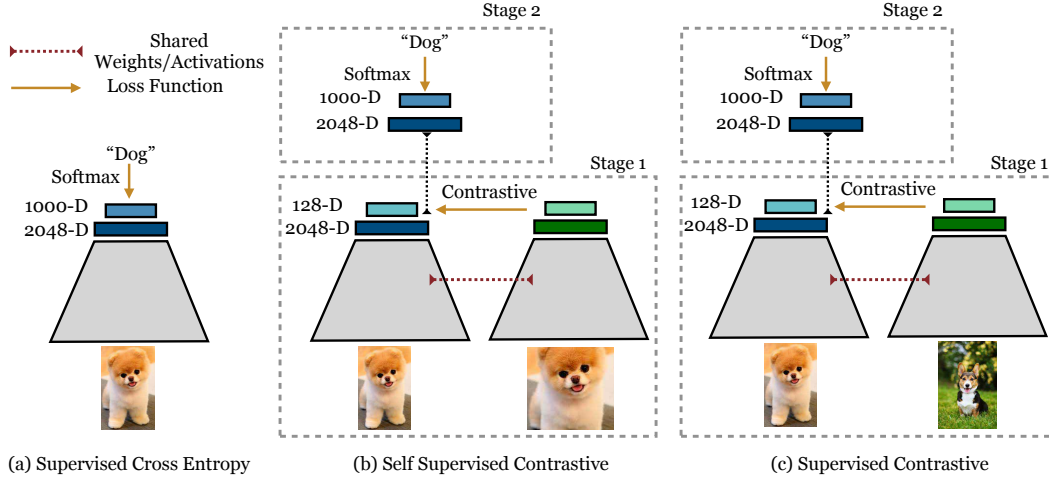 Shared
Weights/Activations
Loss Function
“Dog”
Softmax
1000-D
2048-D
(a) Supervised Cross Entropy
Stage 2
“Dog”
Softmax
1000-D
2048-D
Stage 1
Contrastive
128-D
2048-D
(b) Self Supervised Contrastive
Stage 2
“Dog”
Softmax
1000-D
2048-D
Stage 1
Contrastive
128-D
2048-D
(c) Supervised Contrastive